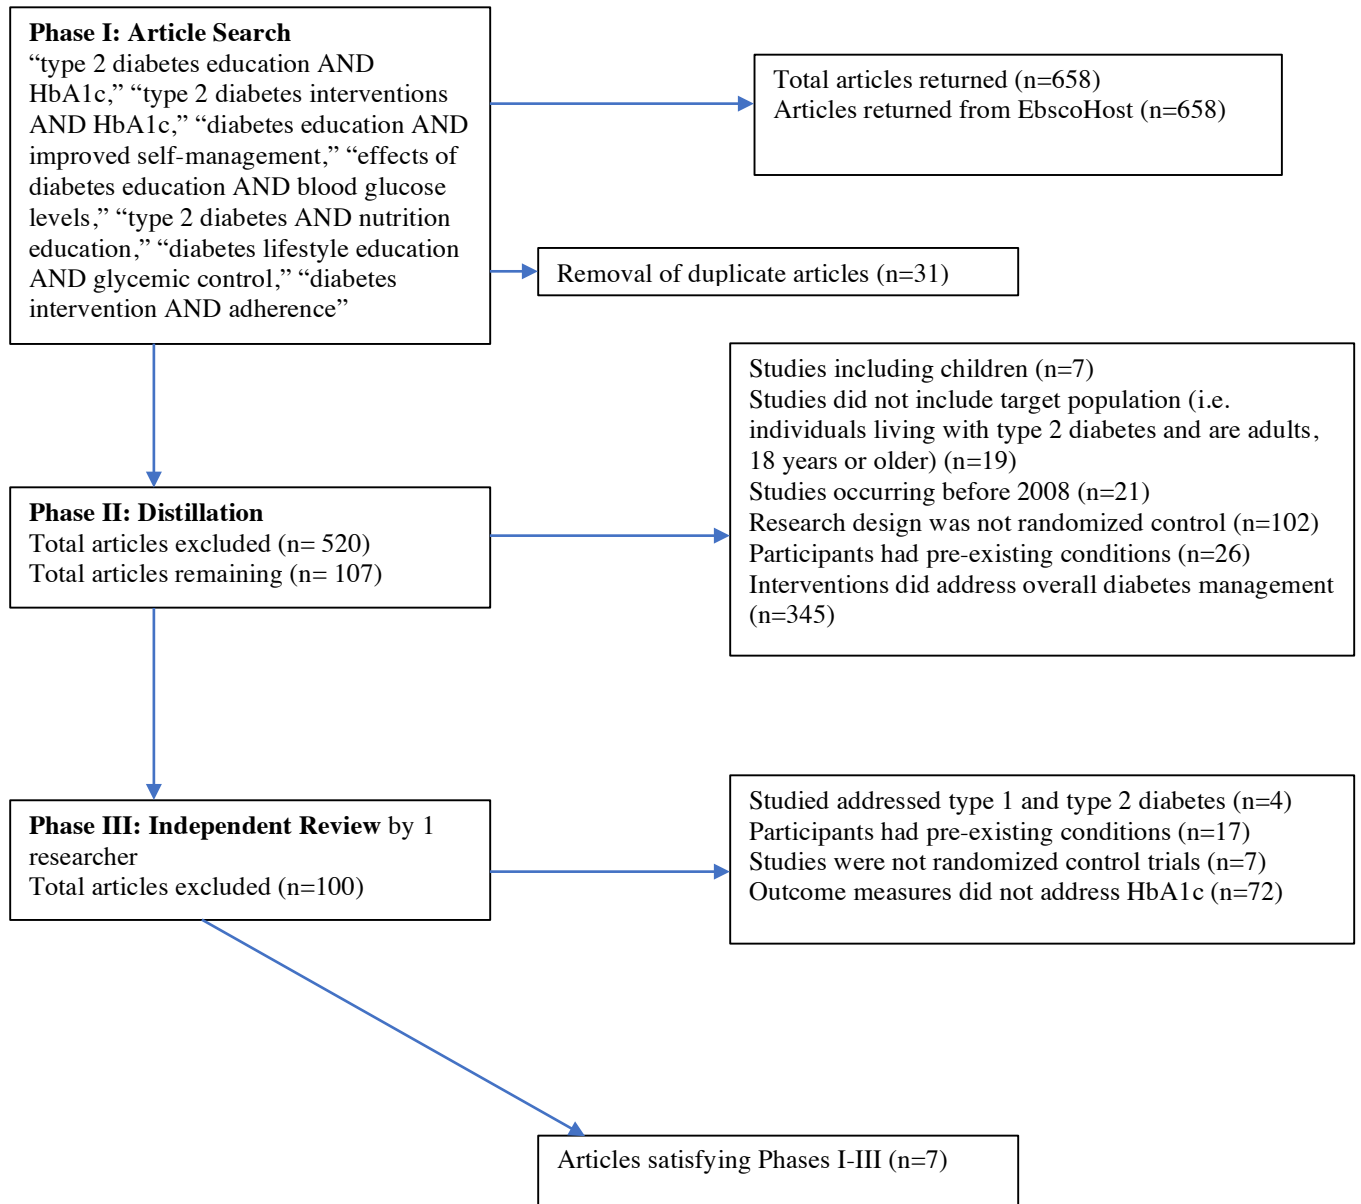 Phase I: Article Search
“type 2 diabetes education AND
HbA1c,” “type 2 diabetes interventions
AND HbA1c,” “diabetes education AND
improved self-management,” “effects of
diabetes education AND blood glucose
levels,” “type 2 diabetes AND nutrition
education,” “diabetes lifestyle education
AND glycemic control,” “diabetes
intervention AND adherence”
Total articles returned (n=658)
Articles returned from EbscoHost (n=658)
Removal of duplicate articles (n=31)
Phase II: Distillation
Total articles excluded (n= 520)
Total articles remaining (n= 107)
Studies including children (n=7)
Studies did not include target population (i.e.
individuals living with type 2 diabetes and are adults,
18 years or older) (n=19)
Studies occurring before 2008 (n=21)
Research design was not randomized control (n=102)
Participants had pre-existing conditions (n=26)
Interventions did address overall diabetes management
(n=345)
Phase III: Independent Review by 1
researcher
Total articles excluded (n=100)
Studied addressed type 1 and type 2 diabetes (n=4)
Participants had pre-existing conditions (n=17)
Studies were not randomized control trials (n=7)
Outcome measures did not address HbA1c (n=72)
Articles satisfying Phases I-III (n=7)